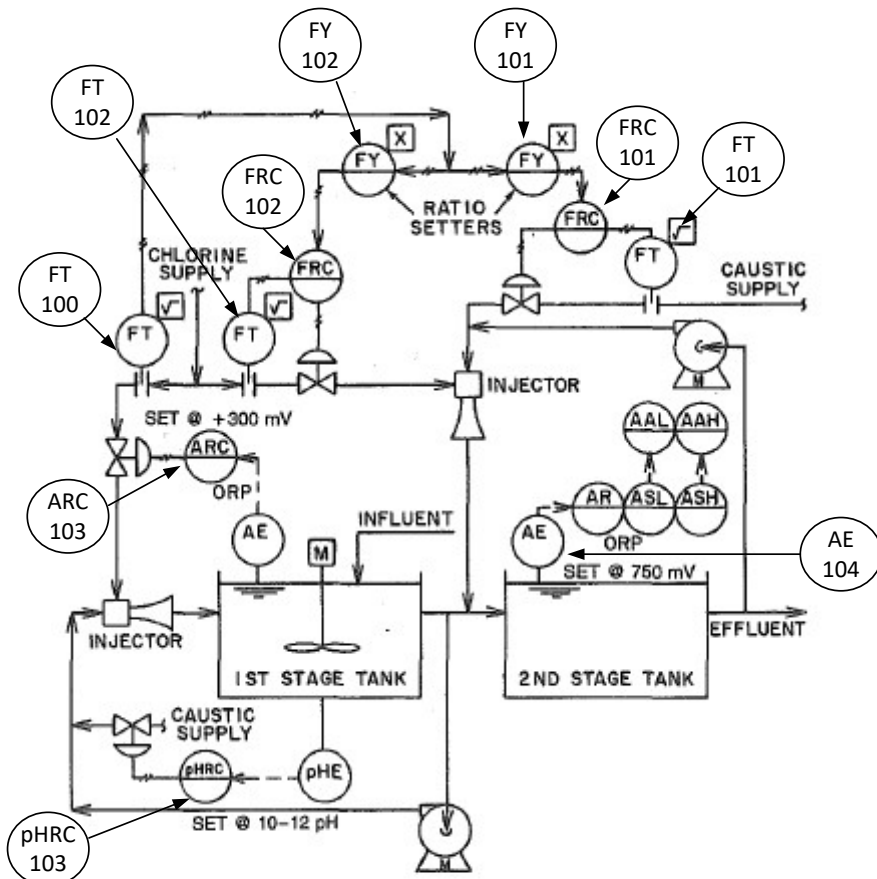 FY
102
FY
101
FT
102
FRC
101
FT
101
FRC
102
X
X
FY
FY
RATIO
SETTERS
FRC
√
FT
CHLORINE
SUPPLY
FRC
CAUSTIC
SUPPLY
FT
100
√
√
FT
FT
M
INJECTOR
SET @ +300 mV
AAL
AAH
ARC
ORP
ARC
103
INFLUENT
AR
ASL
ASH
AE
M
AE
ORP
AE
104
SET @ 750 mV
INJECTOR
EFFLUENT
1ST STAGE TANK
2ND STAGE TANK
CAUSTIC
SUPPLY
pHRC
pHE
SET @ 10-12 pH
pHRC
103
M